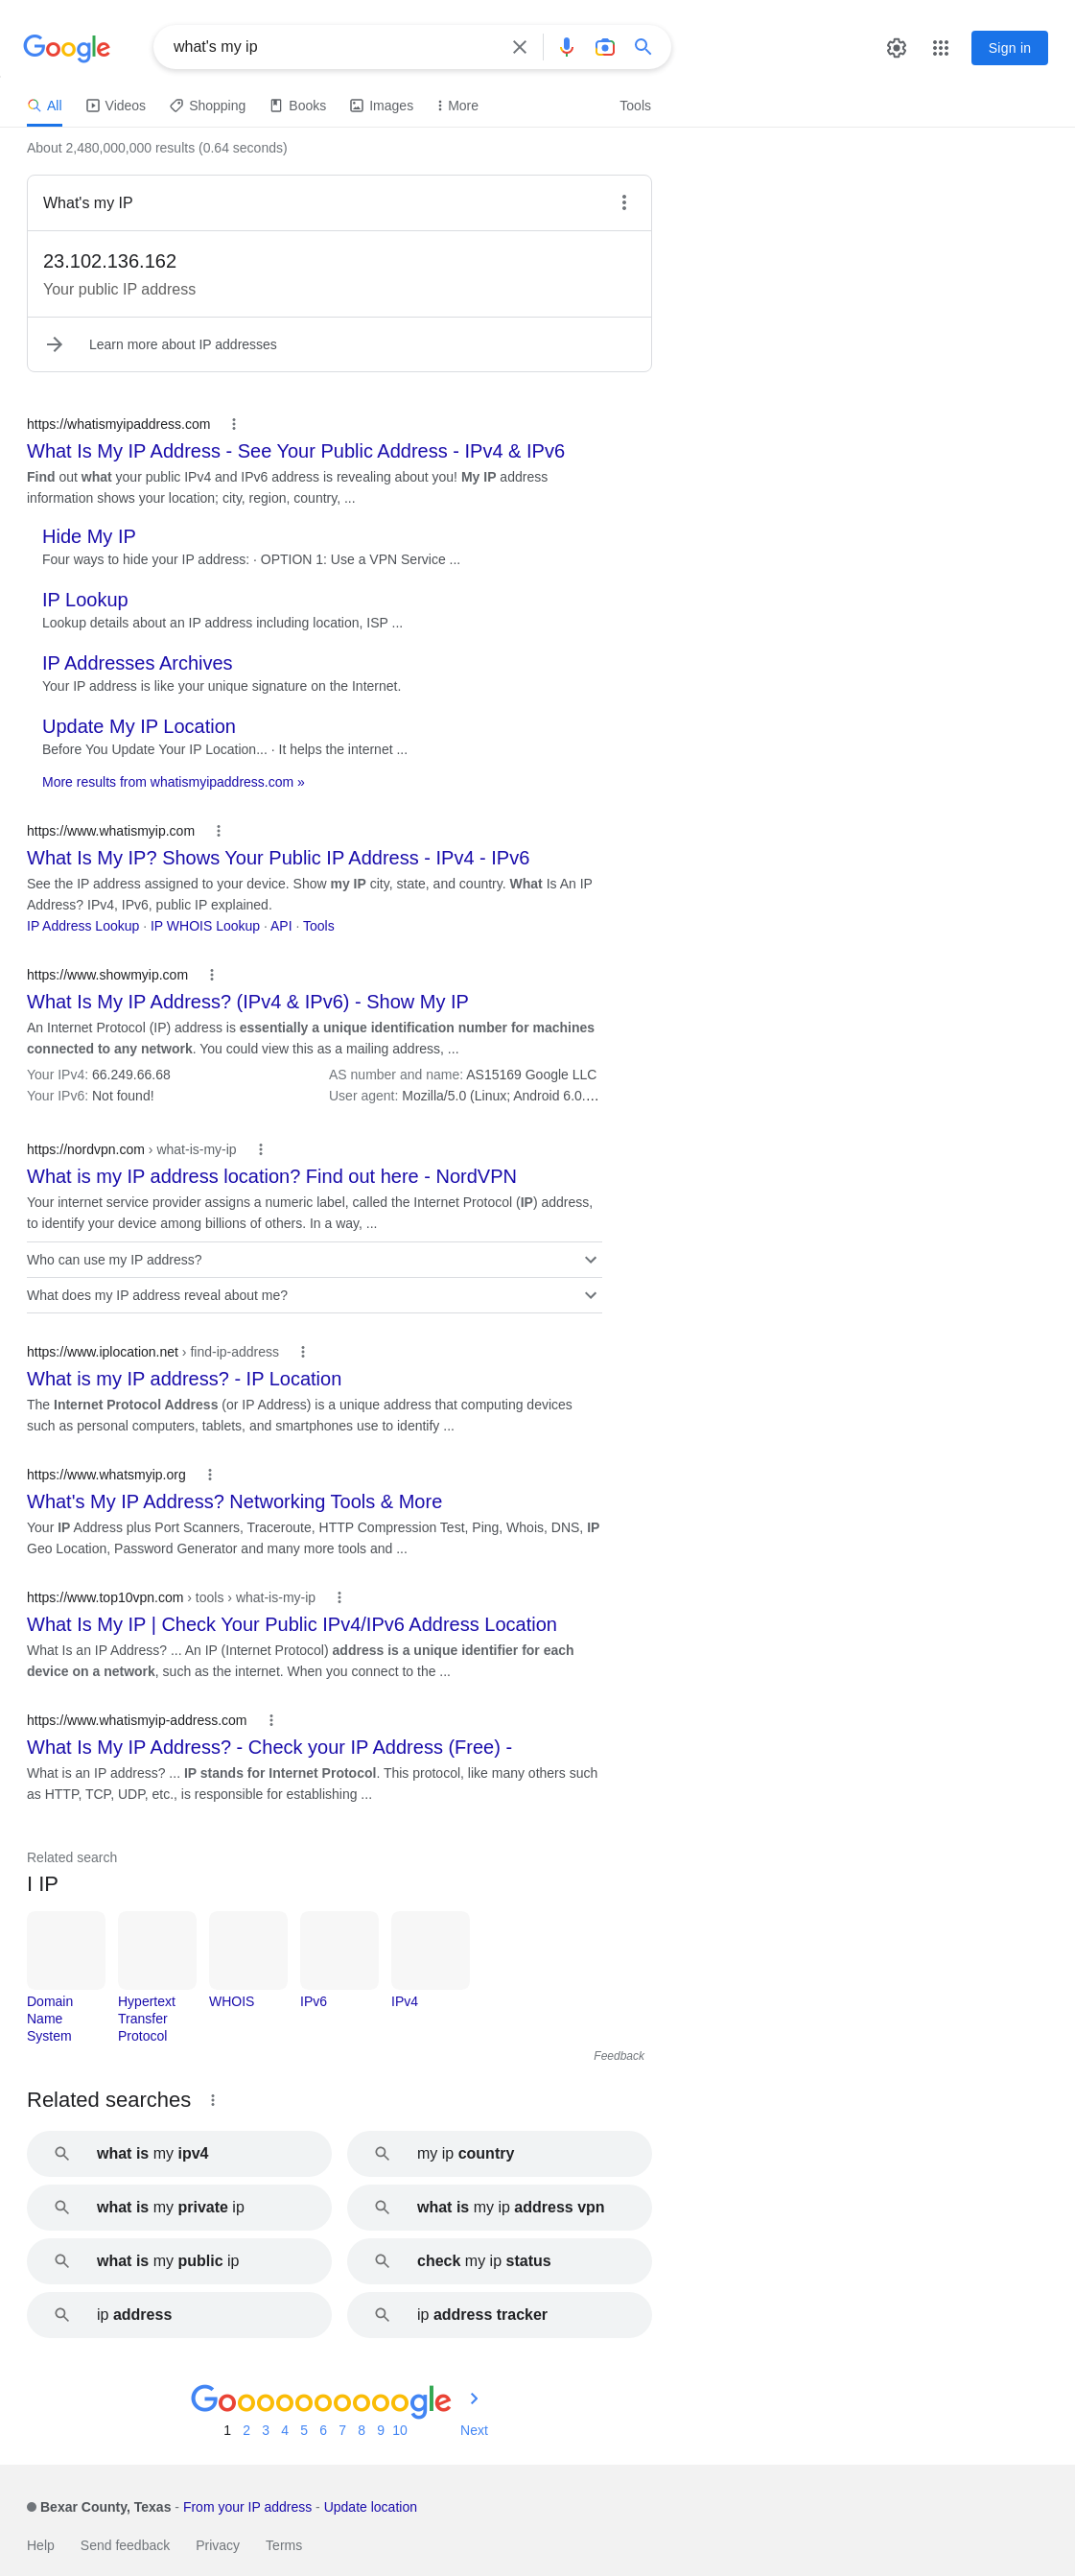 Google
what's my ip
Sign in
All Videos Shopping Books Images More Tools
About 2,480,000,000 results (0.64 seconds)
What's my IP
23.102.136.162
Your public IP address
Learn more about IP addresses
https://whatismyipaddress.com
What Is My IP Address - See Your Public Address - IPv4 & IPv6
Find out what your public IPv4 and IPv6 address is revealing about you! My IP address
information shows your location; city, region, country, ...
Hide My IP
Four ways to hide your IP address: · OPTION 1: Use a VPN Service ...
IP Lookup
Lookup details about an IP address including location, ISP ...
IP Addresses Archives
Your IP address is like your unique signature on the Internet.
Update My IP Location
Before You Update Your IP Location... · It helps the internet ...
More results from whatismyipaddress.com »
https://www.whatismyip.com
What Is My IP? Shows Your Public IP Address - IPv4 - IPv6
See the IP address assigned to your device. Show my IP city, state, and country. What Is An IP
Address? IPv4, IPv6, public IP explained.
IP Address Lookup · IP WHOIS Lookup · API · Tools
https://www.showmyip.com
What Is My IP Address? (IPv4 & IPv6) - Show My IP
An Internet Protocol (IP) address is essentially a unique identification number for machines
connected to any network. You could view this as a mailing address, ...
Your IPv4: 66.249.66.68 AS number and name: AS15169 Google LLC
Your IPv6: Not found! User agent: Mozilla/5.0 (Linux; Android 6.0....
https://nordvpn.com › what-is-my-ip
What is my IP address location? Find out here - NordVPN
Your internet service provider assigns a numeric label, called the Internet Protocol (IP) address,
to identify your device among billions of others. In a way, ...
Who can use my IP address?
What does my IP address reveal about me?
https://www.iplocation.net › find-ip-address
What is my IP address? - IP Location
The Internet Protocol Address (or IP Address) is a unique address that computing devices
such as personal computers, tablets, and smartphones use to identify ...
https://www.whatsmyip.org
What's My IP Address? Networking Tools & More
Your IP Address plus Port Scanners, Traceroute, HTTP Compression Test, Ping, Whois, DNS, IP
Geo Location, Password Generator and many more tools and ...
https://www.top10vpn.com › tools › what-is-my-ip
What Is My IP | Check Your Public IPv4/IPv6 Address Location
What Is an IP Address? ... An IP (Internet Protocol) address is a unique identifier for each
device on a network, such as the internet. When you connect to the ...
https://www.whatismyip-address.com
What Is My IP Address? - Check your IP Address (Free) -
What is an IP address? ... IP stands for Internet Protocol. This protocol, like many others such
as HTTP, TCP, UDP, etc., is responsible for establishing ...
Related search
I IP
Domain Hypertext WHOIS IPv6 IPv4
Name Transfer
System Protocol
Feedback
Related searches
what is my ipv4 my ip country
what is my private ip what is my ip address vpn
what is my public ip check my ip status
ip address ip address tracker
Goooooooooogle
1 2 3 4 5 6 7 8 9 10 Next
Bexar County, Texas - From your IP address - Update location
Help Send feedback Privacy Terms